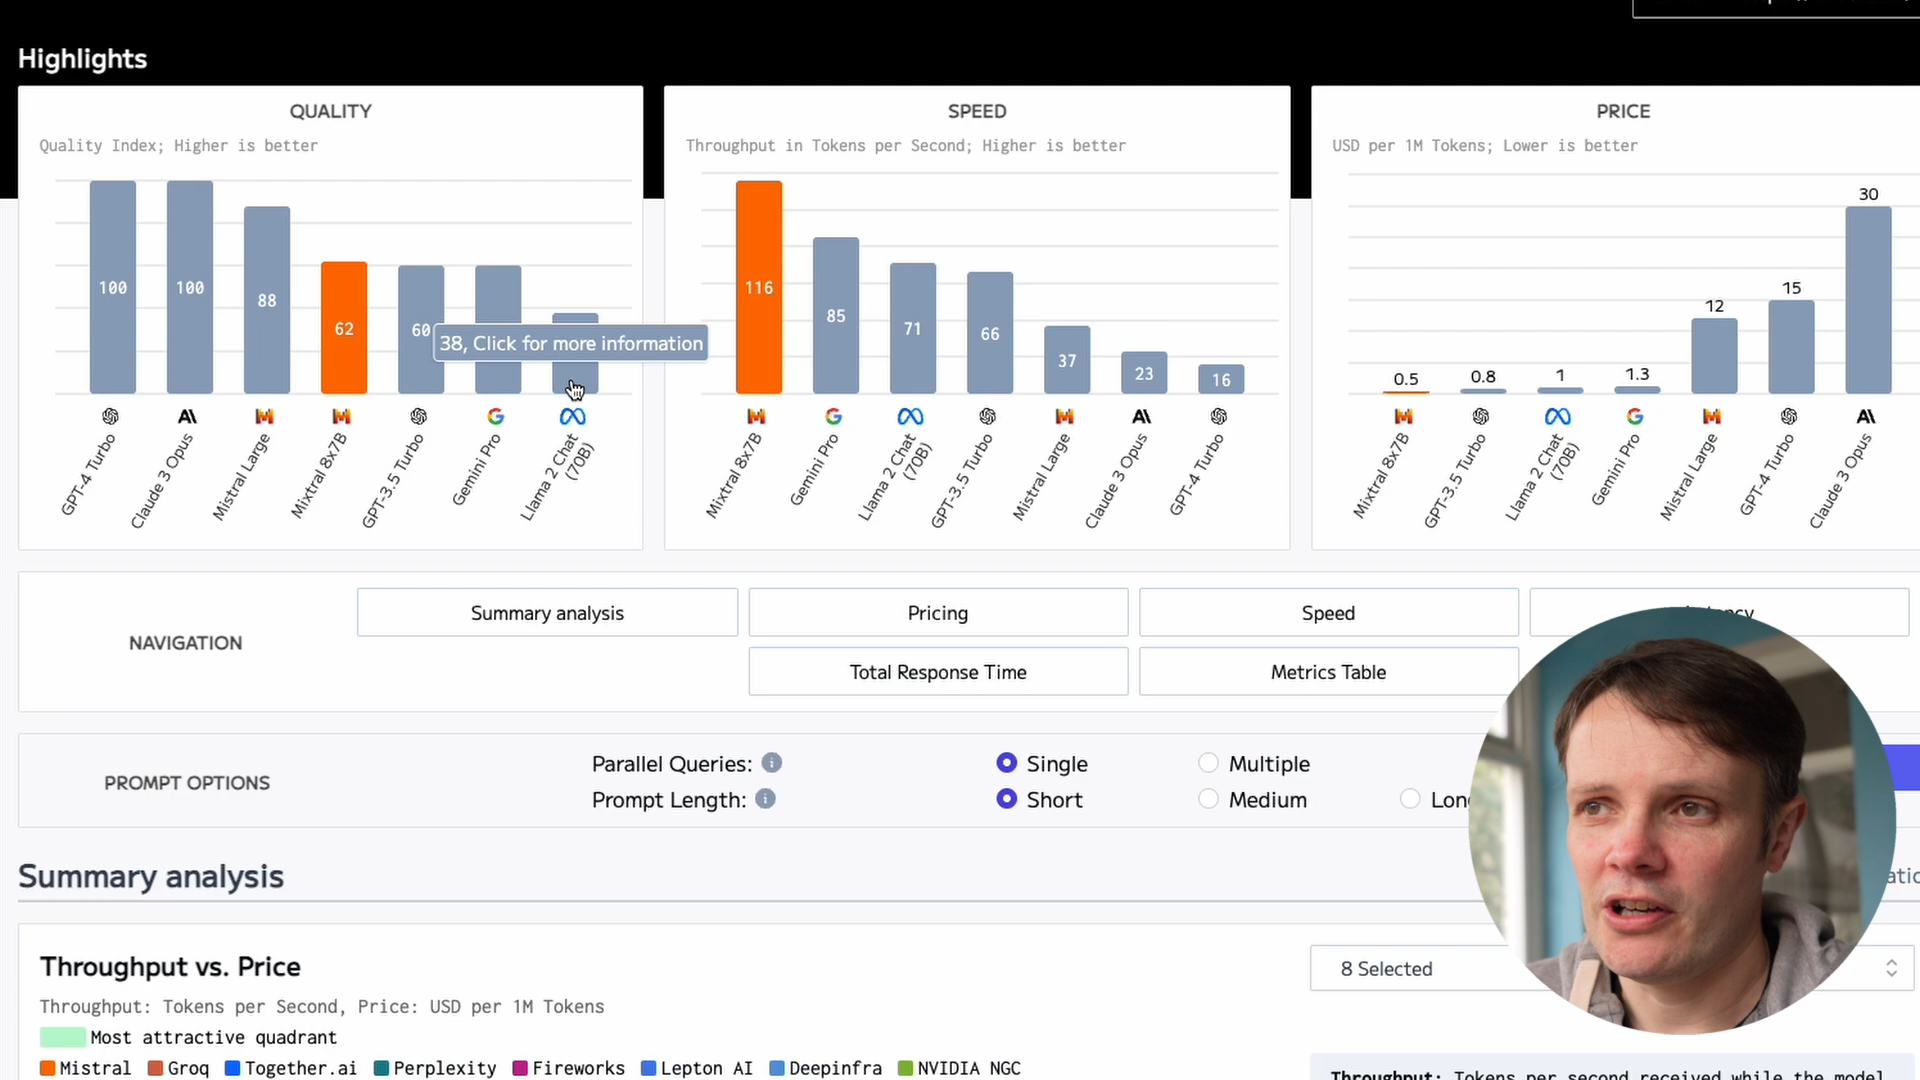 Highlights
QUALITY
Quality Index; Higher is better
100
100
88
62
60
38, Click for more information
GPT-4 Turbo
Claude 3 Opus
Mistral Large
Mixtral 8x7B
GPT-3.5 Turbo
Gemini Pro
Llama 2 Chat
(70B)
SPEED
Throughput in Tokens per Second; Higher is better
116
85
71
66
37
23
16
Mixtral 8x7B
Gemini Pro
Llama 2 Chat
(70B)
GPT-3.5 Turbo
Mistral Large
Claude 3 Opus
GPT-4 Turbo
PRICE
USD per 1M Tokens; Lower is better
0.5
0.8
1
1.3
12
15
30
Mixtral 8x7B
GPT-3.5 Turbo
Llama 2 Chat
(70B)
Gemini Pro
Mistral Large
GPT-4 Turbo
Claude 3 Opus
NAVIGATION
Summary analysis
Pricing
Speed
Total Response Time
Metrics Table
PROMPT OPTIONS
Parallel Queries:
Single
Multiple
Prompt Length:
Short
Medium
Summary analysis
Throughput vs. Price
Throughput: Tokens per Second, Price: USD per 1M Tokens
Most attractive quadrant
Mistral Groq Together.ai Perplexity Fireworks Lepton AI Deepinfra NVIDIA NGC
8 Selected
Throughput: Tokens per second received while the model